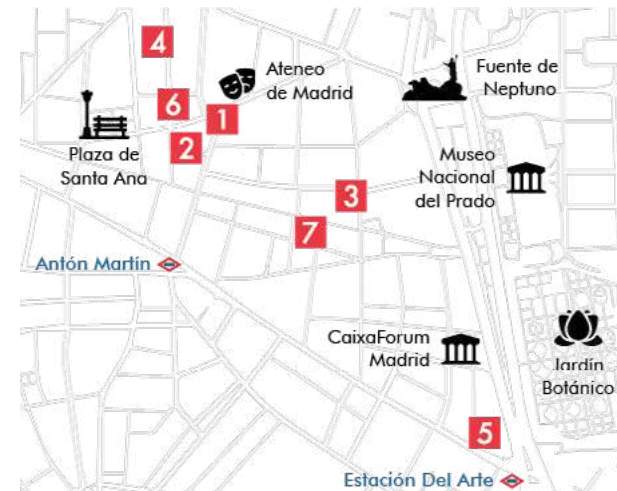 4
Ateneo
de Madrid
Fuente de
Neptuno
6
1
2
Plaza de
Santa Ana
Museo
Nacional
del Prado
3
7
Antón Martín
CaixaForum
Madrid
Jardín
Botánico
5
Estación Del Arte